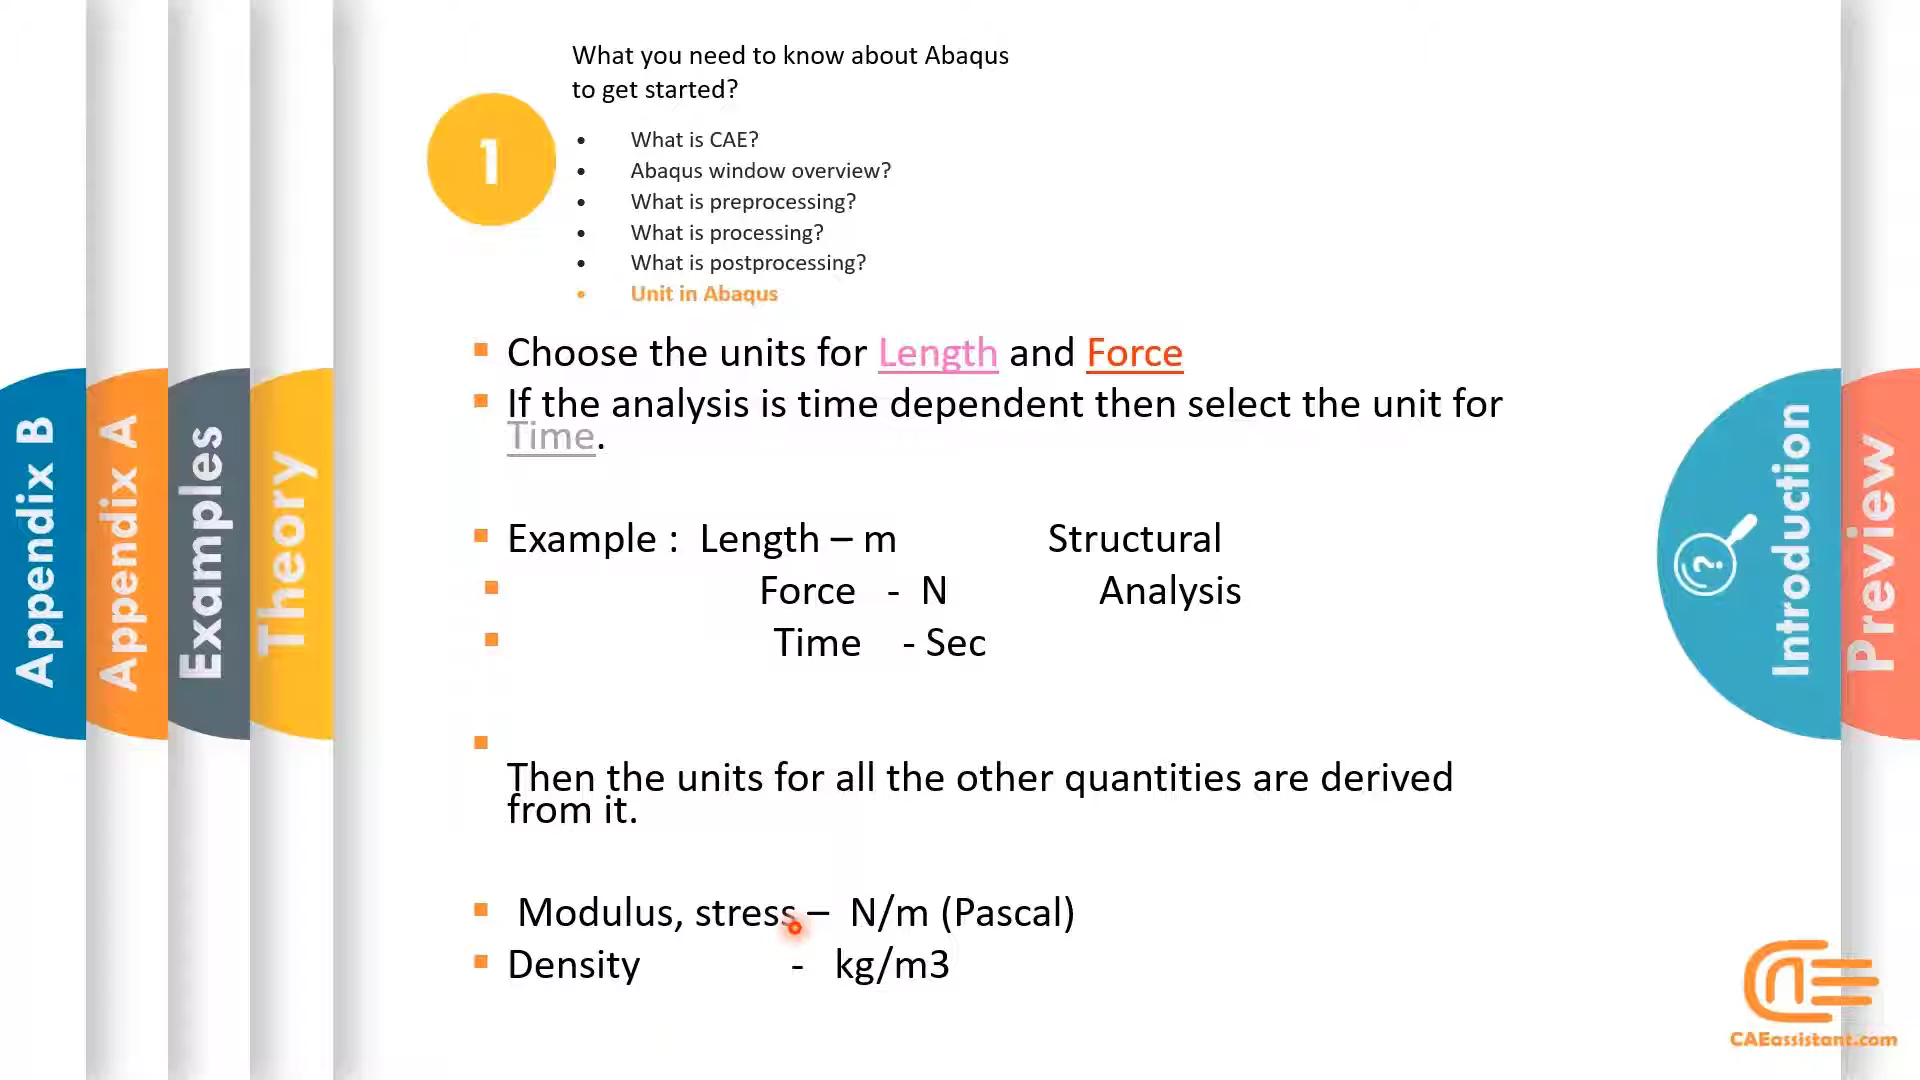 What you need to know about Abaqus
to get started?
1
• What is CAE?
• Abaqus window overview?
• What is preprocessing?
• What is processing?
• What is postprocessing?
• Unit in Abaqus
Choose the units for Length and Force
If the analysis is time dependent then select the unit for
Time.
Example : Length – m Structural
Force - N Analysis
Time - Sec
Then the units for all the other quantities are derived
from it.
Modulus, stress – N/m (Pascal)
Density - kg/m3
Appendix B
Appendix A
Examples
Theory
?
Introduction
Preview
CAEassistant.com